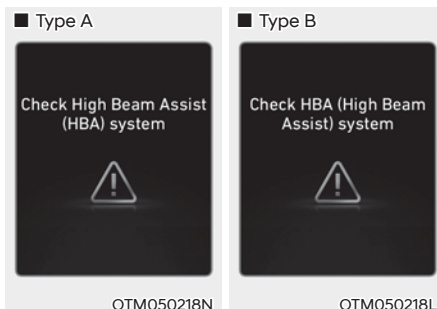 ■ Type A
Check High Beam Assist
(HBA) system
OTM050218N
■ Type B
Check HBA (High Beam
Assist) system
OTM050218L